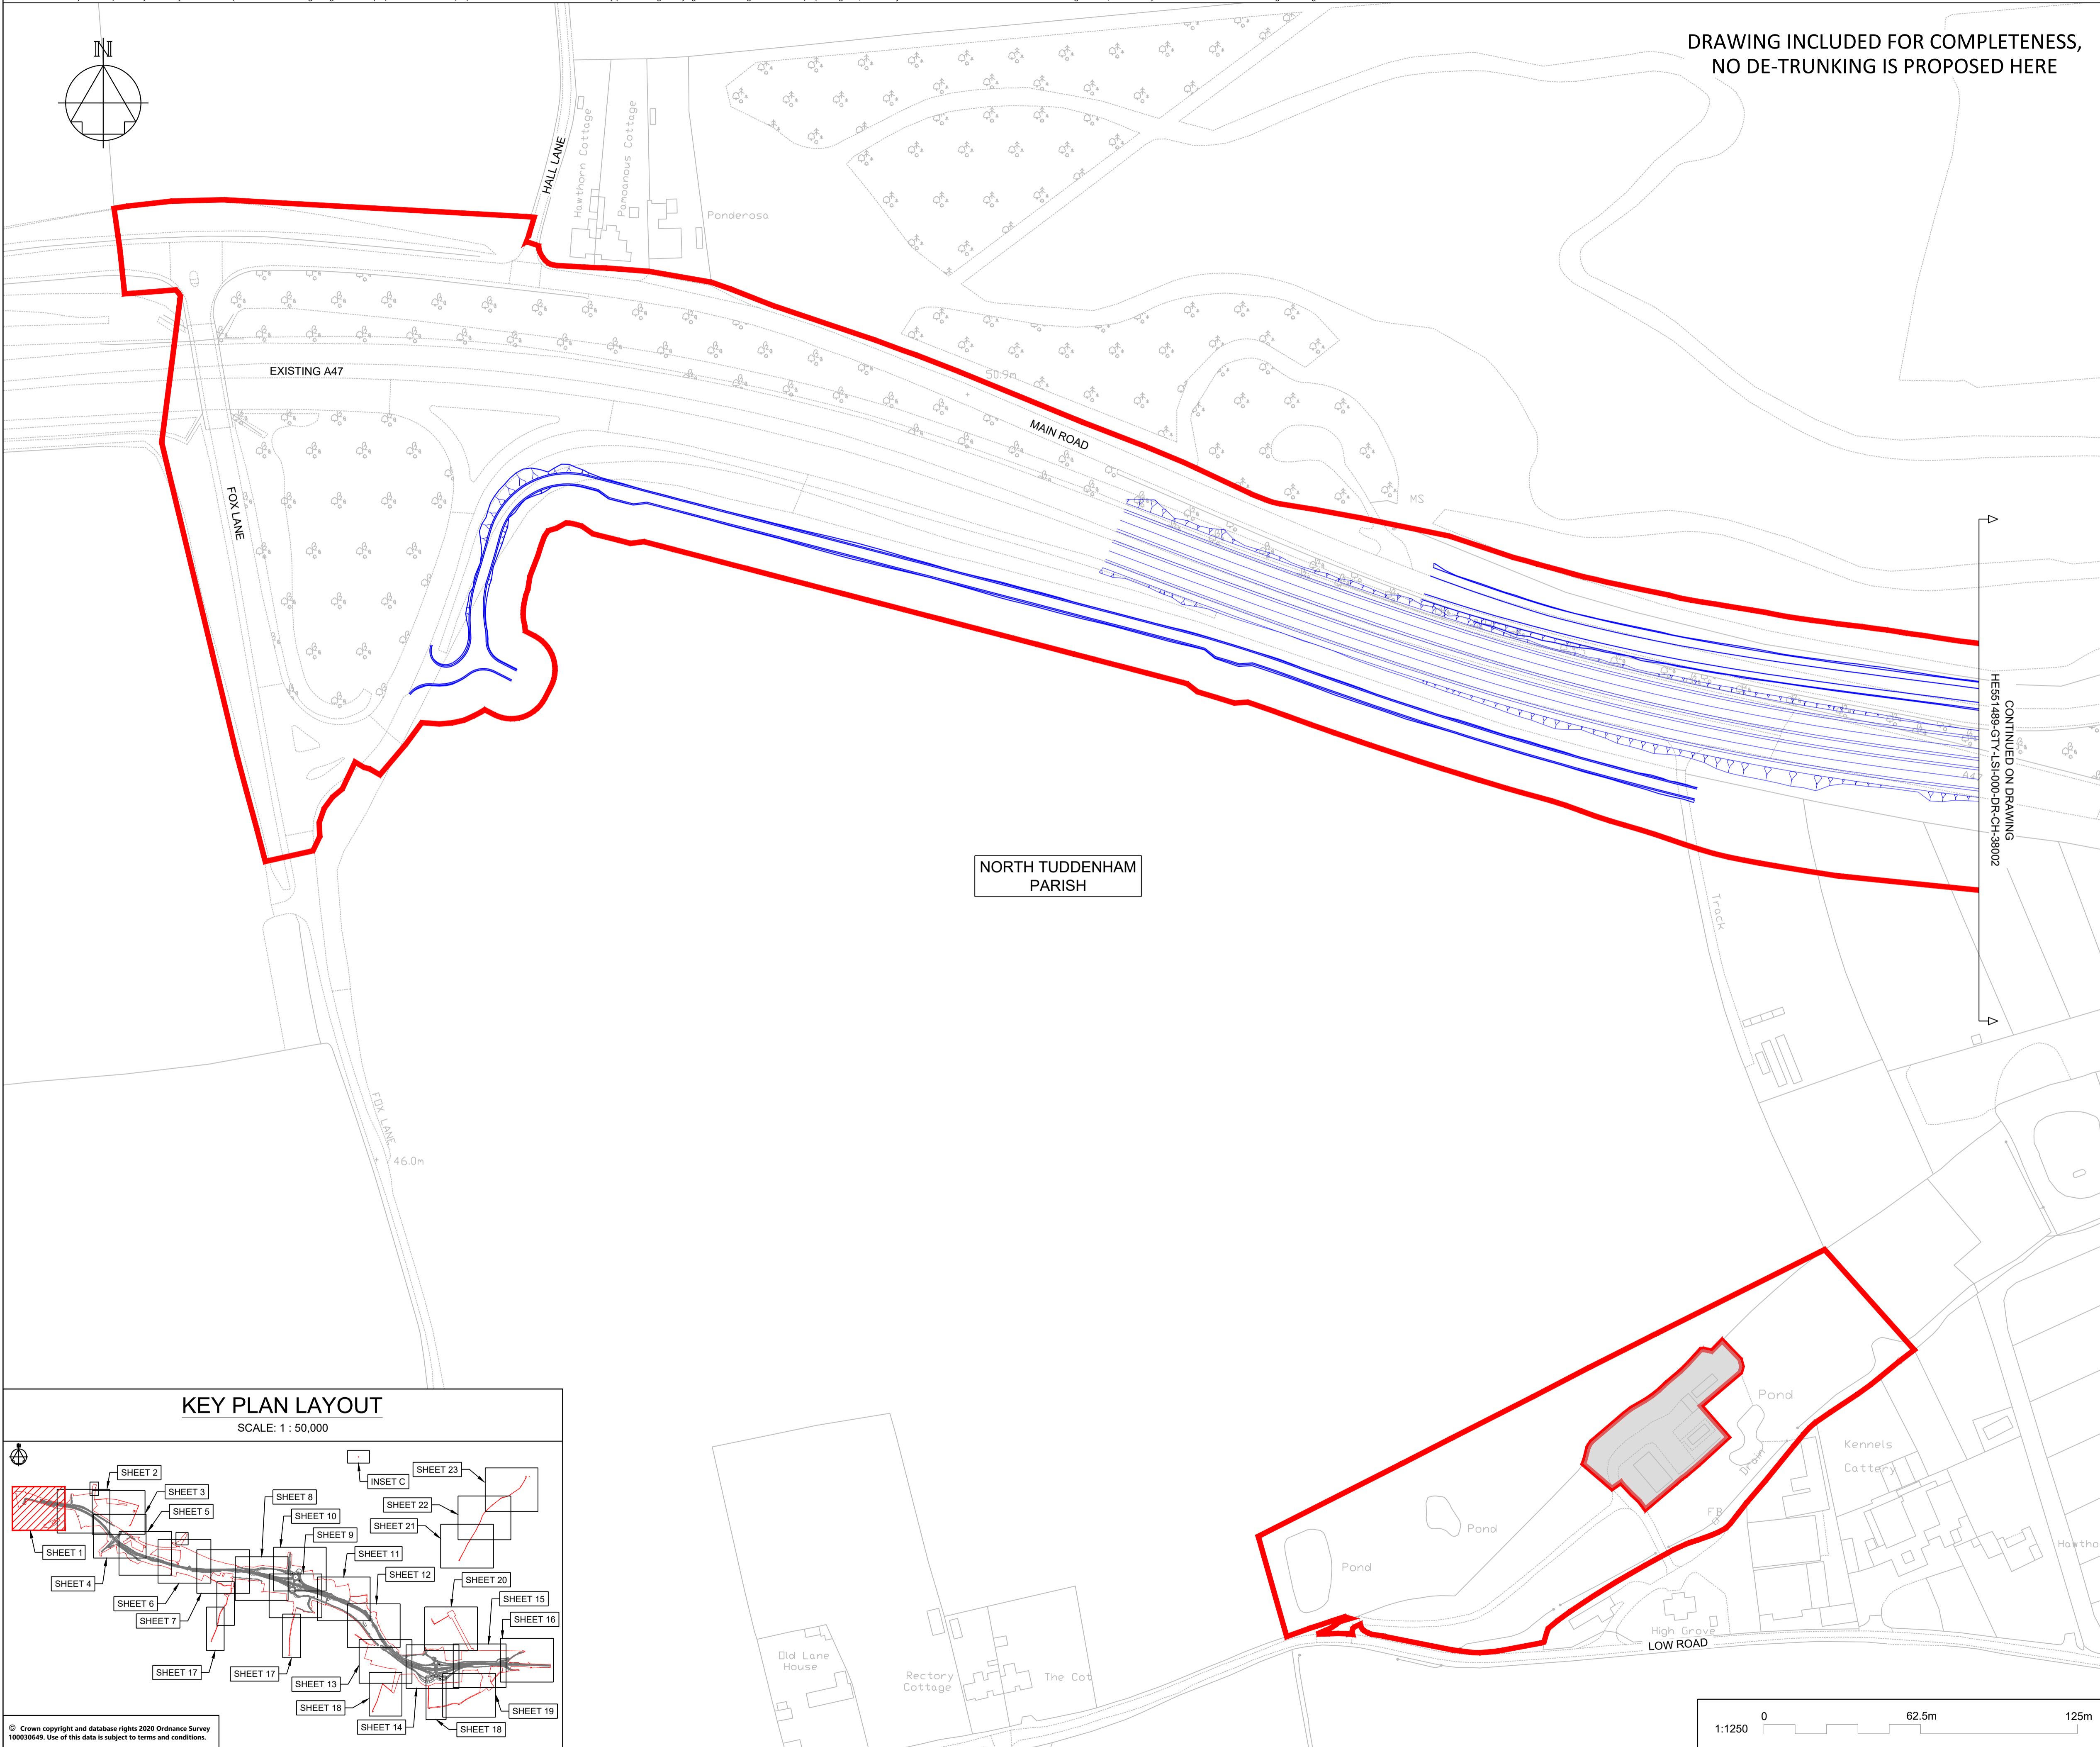 DRAWING INCLUDED FOR COMPLETENESS,
NO DE-TRUNKING IS PROPOSED HERE
N
HALL LANE
Hawthorn Cottage
Ponderosa
EXISTING A47
50.9m
MAIN ROAD
MS
FOX LANE
CONTINUED ON DRAWING
HE551489-GTY-LSI-000-DR-CH-38002
NORTH TUDDENHAM
PARISH
Track
FOX LANE
46.0m
Pond
Drain
Kennels
Cattery
FB
Pond
Pond
High Grove
LOW ROAD
Old Lane
House
Rectory
Cottage
The Cot
KEY PLAN LAYOUT
SCALE: 1 : 50,000
SHEET 2
SHEET 3
SHEET 5
SHEET 1
SHEET 4
SHEET 6
SHEET 7
SHEET 8
SHEET 10
SHEET 9
INSET C
SHEET 23
SHEET 22
SHEET 21
SHEET 11
SHEET 12
SHEET 20
SHEET 15
SHEET 16
SHEET 17
SHEET 17
SHEET 13
SHEET 18
SHEET 14
SHEET 18
SHEET 19
© Crown copyright and database rights 2020 Ordnance Survey
100030649. Use of this data is subject to terms and conditions.
1:1250
0 62.5m 125m